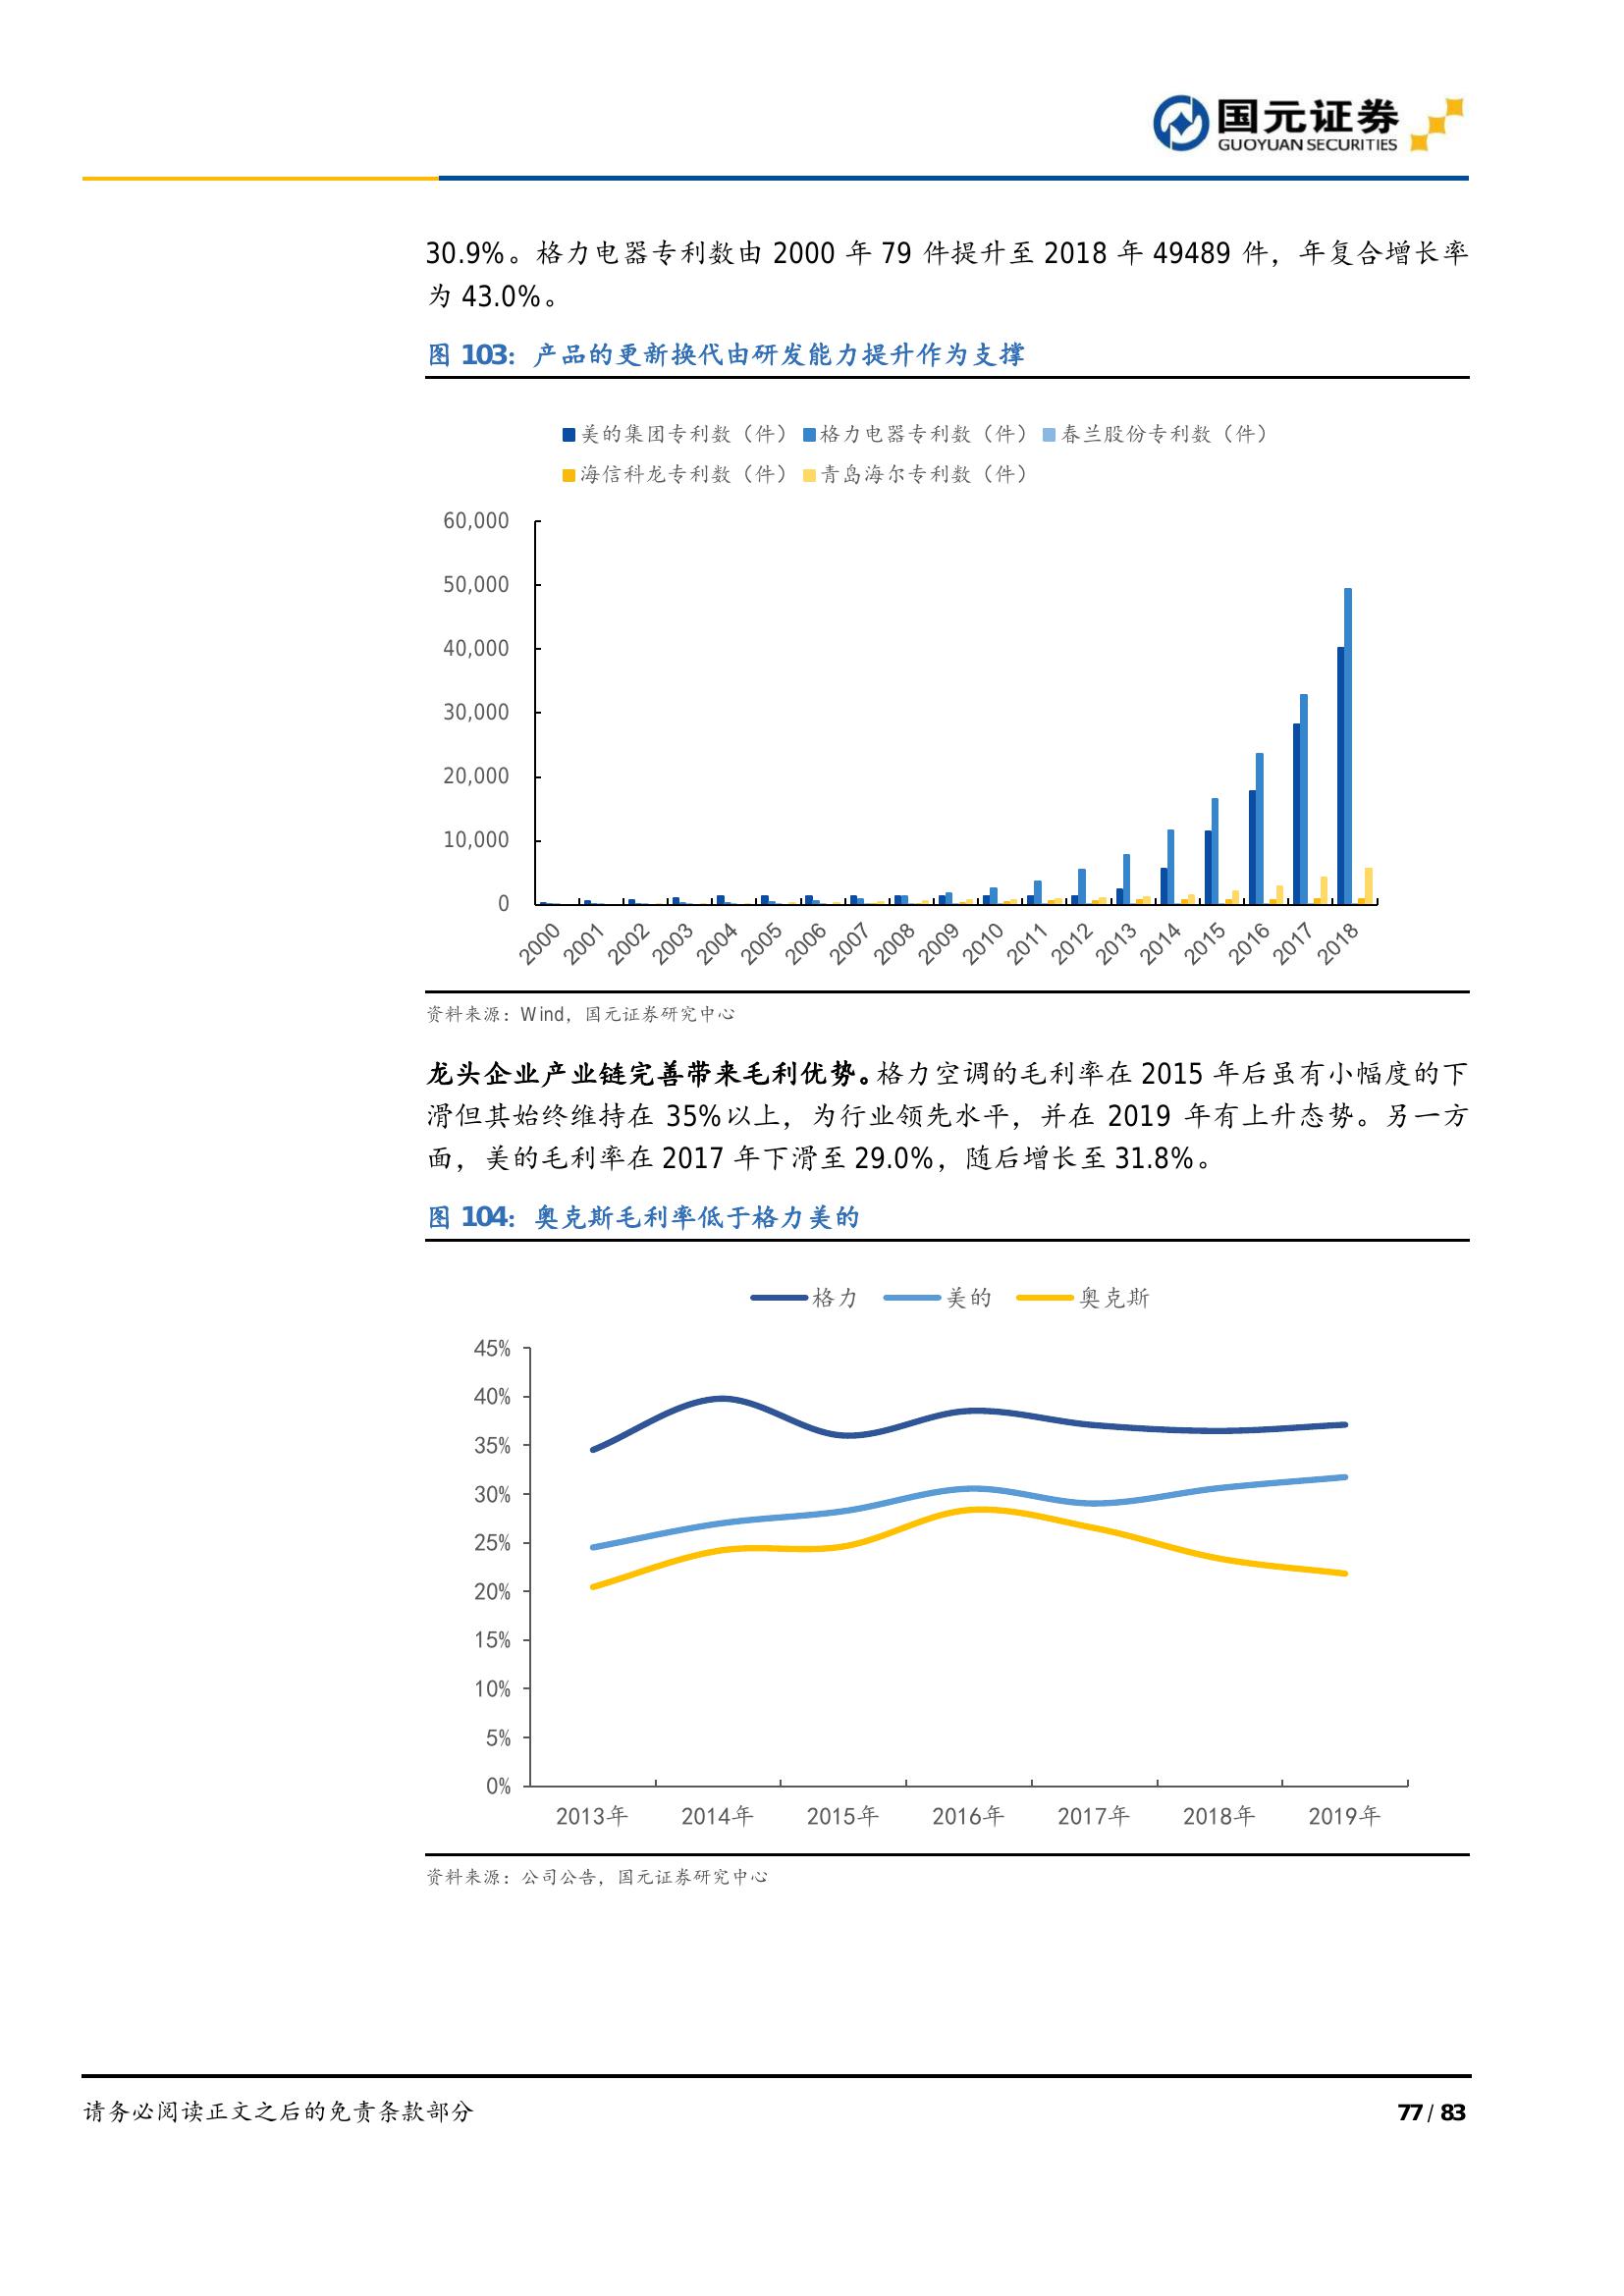 国元证券
GUOYUAN SECURITIES
30.9%。格力电器专利数由 2000 年 79 件提升至 2018 年 49489 件，年复合增长率
为 43.0%。
图 103：产品的更新换代由研发能力提升作为支撑
美的集团专利数（件） 格力电器专利数（件） 春兰股份专利数（件）
海信科龙专利数（件） 青岛海尔专利数（件）
60,000
50,000
40,000
30,000
20,000
10,000
0
2000 2001 2002 2003 2004 2005 2006 2007 2008 2009 2010 2011 2012 2013 2014 2015 2016 2017 2018
资料来源：Wind，国元证券研究中心
龙头企业产业链完善带来毛利优势。格力空调的毛利率在 2015 年后虽有小幅度的下
滑但其始终维持在 35%以上，为行业领先水平，并在 2019 年有上升态势。另一方
面，美的毛利率在 2017 年下滑至 29.0%，随后增长至 31.8%。
图 104：奥克斯毛利率低于格力美的
格力 美的 奥克斯
45%
40%
35%
30%
25%
20%
15%
10%
5%
0%
2013年 2014年 2015年 2016年 2017年 2018年 2019年
资料来源：公司公告，国元证券研究中心
请务必阅读正文之后的免责条款部分 77 / 83